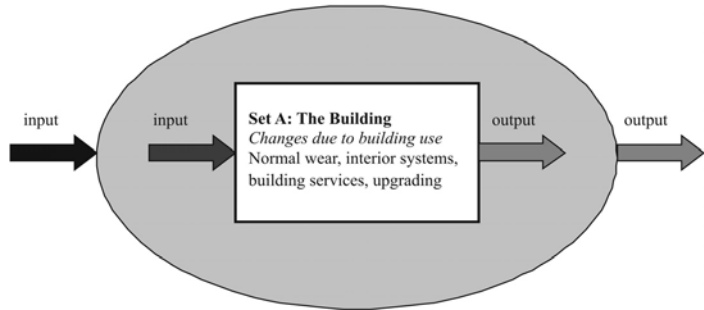 input
input
Set A: The Building
Changes due to building use
Normal wear, interior systems,
building services, upgrading
output
output